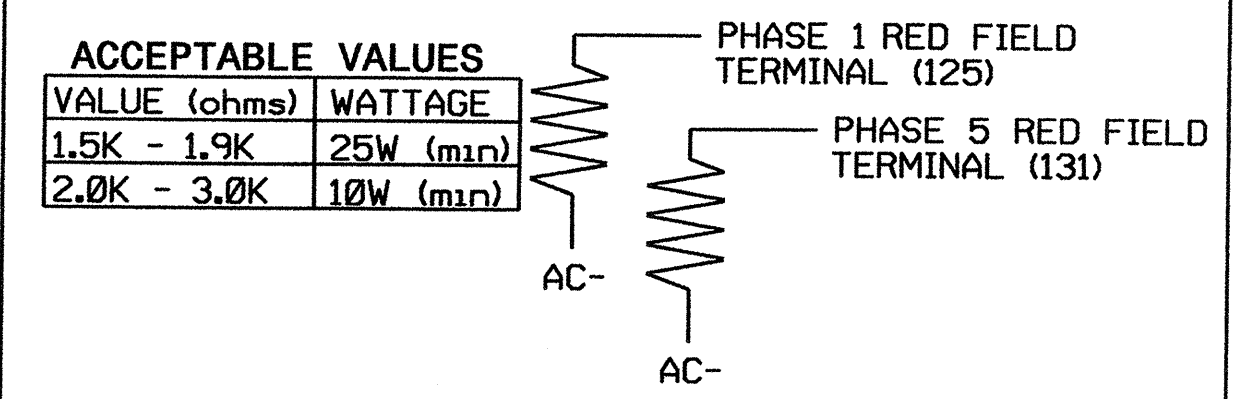 ACCEPTABLE VALUES
VALUE (ohms) WATTAGE
1.5K - 1.9K 25W (min)
2.0K - 3.0K 10W (min)
PHASE 1 RED FIELD
TERMINAL (125)
PHASE 5 RED FIELD
TERMINAL (131)
AC-
AC-